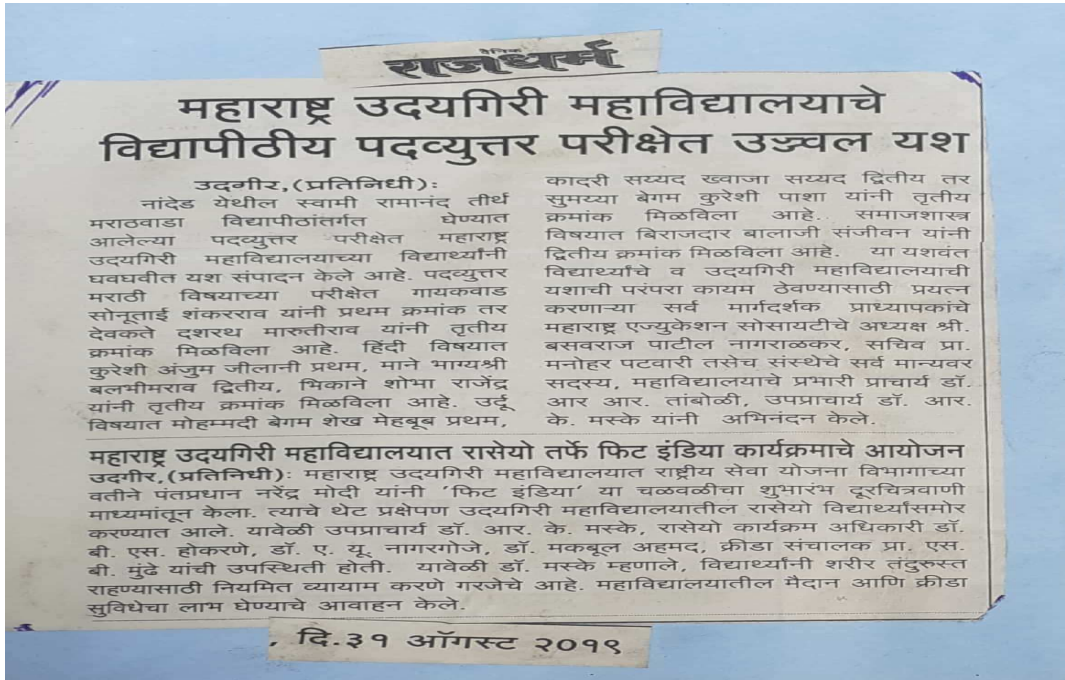 दैनिक
राजधर्म
महाराष्ट्र उदयगिरी महाविद्यालयाचे
विद्यापीठीय पदव्युत्तर परीक्षेत उज्ज्वल यश
उदगीर,(प्रतिनिधी):
नांदेड येथील स्वामी रामानंद तीर्थ
मराठवाडा विद्यापीठांतर्गत घेण्यात
आलेल्या पदव्युत्तर परीक्षेत महाराष्ट्र
उदयगिरी महाविद्यालयाच्या विद्यार्थ्यांनी
घवघवीत यश संपादन केले आहे. पदव्युत्तर
मराठी विषयाच्या परीक्षेत गायकवाड
सोनूताई शंकरराव यांनी प्रथम क्रमांक तर
देवकते दशरथ मारुतीराव यांनी तृतीय
क्रमांक मिळविला आहे. हिंदी विषयात
कुरेशी अंजुम जीलानी प्रथम, माने भाग्यश्री
बलभीमराव द्वितीय, भिकाने शोभा राजेंद्र
यांनी तृतीय क्रमांक मिळविला आहे. उर्दू
विषयात मोहम्मदी बेगम शेख मेहबूब प्रथम,
कादरी सय्यद ख्वाजा सय्यद द्वितीय तर
सुमय्या बेगम कुरेशी पाशा यांनी तृतीय
क्रमांक मिळविला आहे. समाजशास्त्र
विषयात बिराजदार बालाजी संजीवन यांनी
द्वितीय क्रमांक मिळविला आहे. या यशवंत
विद्यार्थ्यांचे व उदयगिरी महाविद्यालयाची
यशाची परंपरा कायम ठेवण्यासाठी प्रयत्न
करणाऱ्या सर्व मार्गदर्शक प्राध्यापकांचे
महाराष्ट्र एज्युकेशन सोसायटीचे अध्यक्ष श्री.
बसवराज पाटील नागराळकर, सचिव प्रा.
मनोहर पटवारी तसेच संस्थेचे सर्व मान्यवर
सदस्य, महाविद्यालयाचे प्रभारी प्राचार्य डॉ.
आर आर. तांबोळी, उपप्राचार्य डॉ. आर.
के. मस्के यांनी अभिनंदन केले.
महाराष्ट्र उदयगिरी महाविद्यालयात रासेयो तर्फे फिट इंडिया कार्यक्रमाचे आयोजन
उदगीर,(प्रतिनिधी): महाराष्ट्र उदयगिरी महाविद्यालयात राष्ट्रीय सेवा योजना विभागाच्या
वतीने पंतप्रधान नरेंद्र मोदी यांनी 'फिट इंडिया' या चळवळीचा शुभारंभ दूरचित्रवाणी
माध्यमांतून केला. त्याचे थेट प्रक्षेपण उदयगिरी महाविद्यालयातील रासेयो विद्यार्थ्यांसमोर
करण्यात आले. यावेळी उपप्राचार्य डॉ. आर. के. मस्के, रासेयो कार्यक्रम अधिकारी डॉ.
बी. एस. होकरणे, डॉ. ए. यू. नागरगोजे, डॉ. मकबूल अहमद, क्रीडा संचालक प्रा. एस.
बी. मुंढे यांची उपस्थिती होती. यावेळी डॉ. मस्के म्हणाले, विद्यार्थ्यांनी शरीर तंदुरुस्त
राहण्यासाठी नियमित व्यायाम करणे गरजेचे आहे. महाविद्यालयातील मैदान आणि क्रीडा
सुविधेचा लाभ घेण्याचे आवाहन केले.
, दि.३१ ऑगस्ट २०१९